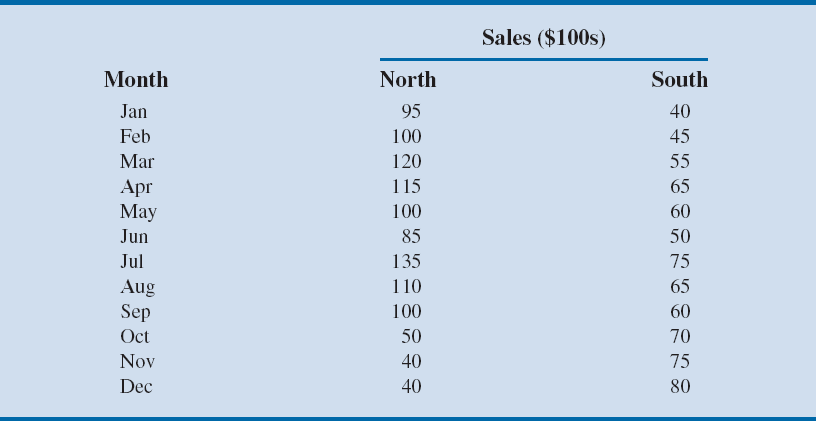 Sales ($100s)
Month North South
Jan 95 40
Feb 100 45
Mar 120 55
Apr 115 65
May 100 60
Jun 85 50
Jul 135 75
Aug 110 65
Sep 100 60
Oct 50 70
Nov 40 75
Dec 40 80